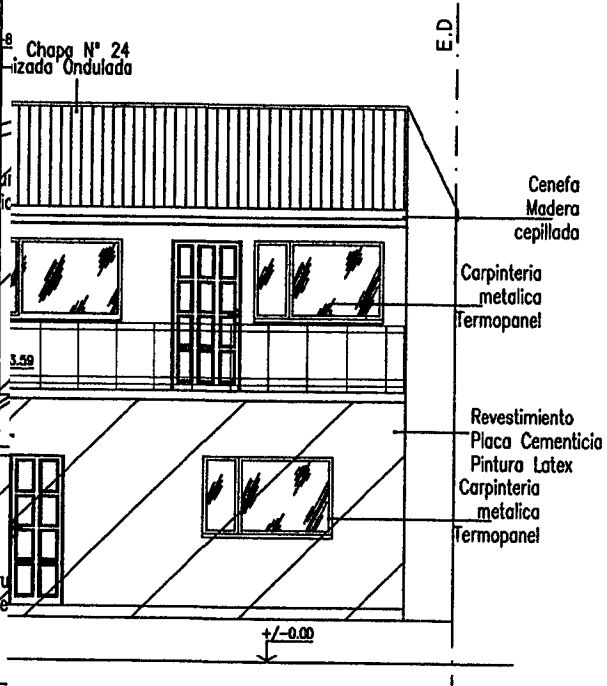 E.D
8
Chapa N° 24
izada Ondulada
Cenefa
Madera
cepillada
Carpinteria
metalica
Termopanel
3.59
Revestimiento
Placa Cementicia
Pintura Latex
Carpinteria
metalica
Termopanel
+/-0.00